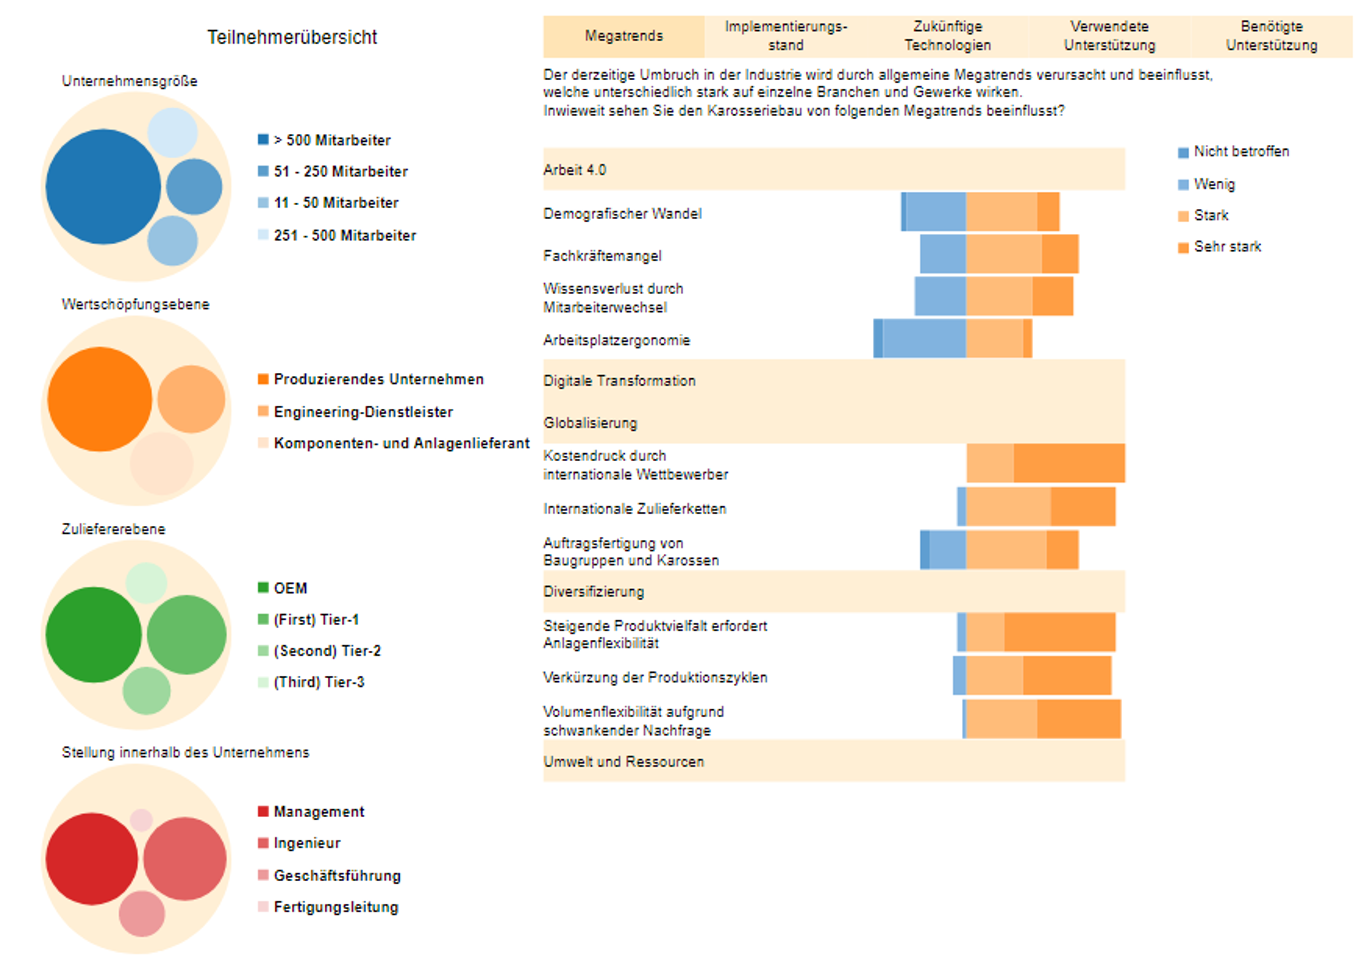 Teilnehmerübersicht
Unternehmensgröße
> 500 Mitarbeiter
51 - 250 Mitarbeiter
11 - 50 Mitarbeiter
251 - 500 Mitarbeiter
Wertschöpfungsebene
Produzierendes Unternehmen
Engineering-Dienstleister
Komponenten- und Anlagenlieferant
Zuliefererebene
OEM
(First) Tier-1
(Second) Tier-2
(Third) Tier-3
Stellung innerhalb des Unternehmens
Management
Ingenieur
Geschäftsführung
Fertigungsleitung
Megatrends
Implementierungs-
stand
Zukünftige
Technologien
Verwendete
Unterstützung
Benötigte
Unterstützung
Der derzeitige Umbruch in der Industrie wird durch allgemeine Megatrends verursacht und beeinflusst,
welche unterschiedlich stark auf einzelne Branchen und Gewerke wirken.
Inwieweit sehen Sie den Karosseriebau von folgenden Megatrends beeinflusst?
Arbeit 4.0
Demografischer Wandel
Fachkräftemangel
Wissensverlust durch
Mitarbeiterwechsel
Arbeitsplatzergonomie
Digitale Transformation
Globalisierung
Kostendruck durch
internationale Wettbewerber
Internationale Zulieferketten
Auftragsfertigung von
Baugruppen und Karossen
Diversifizierung
Steigende Produktvielfalt erfordert
Anlagenflexibilität
Verkürzung der Produktionszyklen
Volumenflexibilität aufgrund
schwankender Nachfrage
Umwelt und Ressourcen
Nicht betroffen
Wenig
Stark
Sehr stark